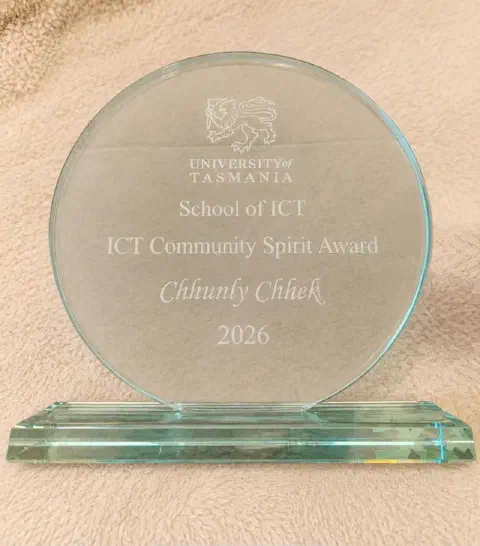 UNIVERSITY of
TASMANIA
School of ICT
ICT Community Spirit Award
Chhunly Chhek
2026